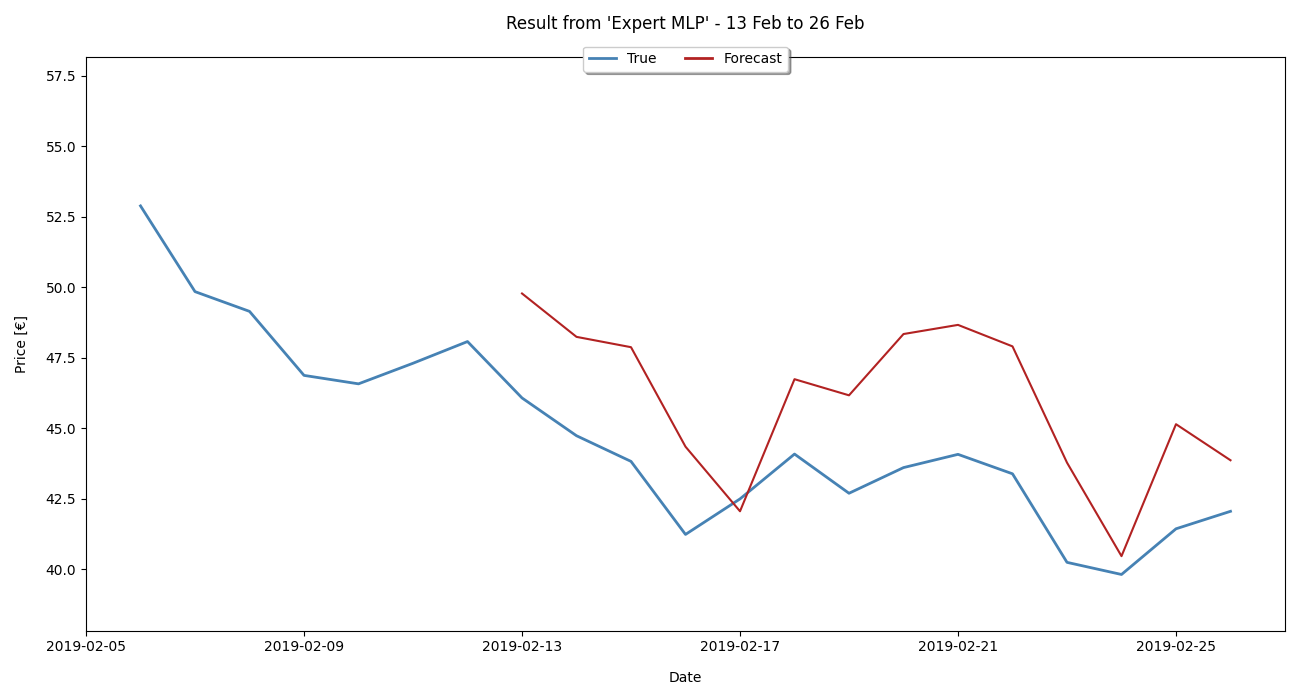 Result from 'Expert MLP' - 13 Feb to 26 Feb
True Forecast
57.5
55.0
52.5
50.0
47.5
45.0
42.5
40.0
Price [€]
2019-02-05 2019-02-09 2019-02-13 2019-02-17 2019-02-21 2019-02-25
Date